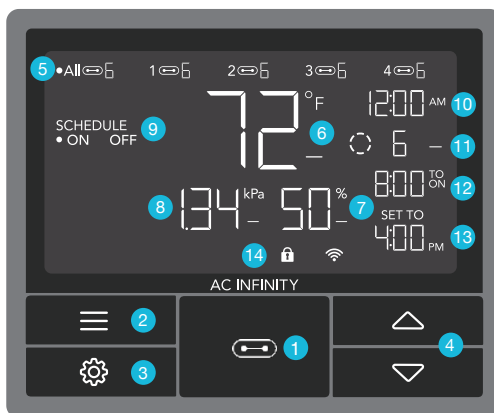 5 •All 6 1 6 2 6 3 6 4 6
72 °F 6
12:00 AM 10
SCHEDULE 9
• ON OFF
6 – 11
8:00 TO ON 12
8 1.34 kPa – 50 % – 7
SET TO
4:00 PM 13
14
AC INFINITY
2
1
4
3